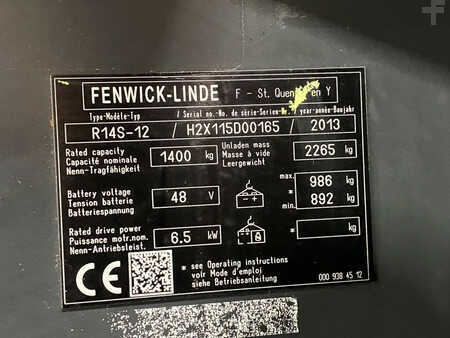 FENWICK-LINDE F - St. Quen en Y
Type-Modèle-Typ / Serial no.-No. de série-Serien-Nr. / year-année-Baujahr
R14S-12 / H2X115D00165 / 2013
Rated capacity
Capacité nominale
Nenn-Tragfähigkeit
1400 kg
Unladen mass
Masse à vide
Leergewicht
2265 kg
Battery voltage
Tension batterie
Batteriespannung
48 V
- +
max. 986 kg
*
min. 892 kg
Rated drive power
Puissance motr.nom.
Nenn-Antriebsleist.
6.5 kW
L
* kg
CE
* see Operating instructions
voir Mode d'emploi
siehe Betriebsanleitung
000 938 45 12
F